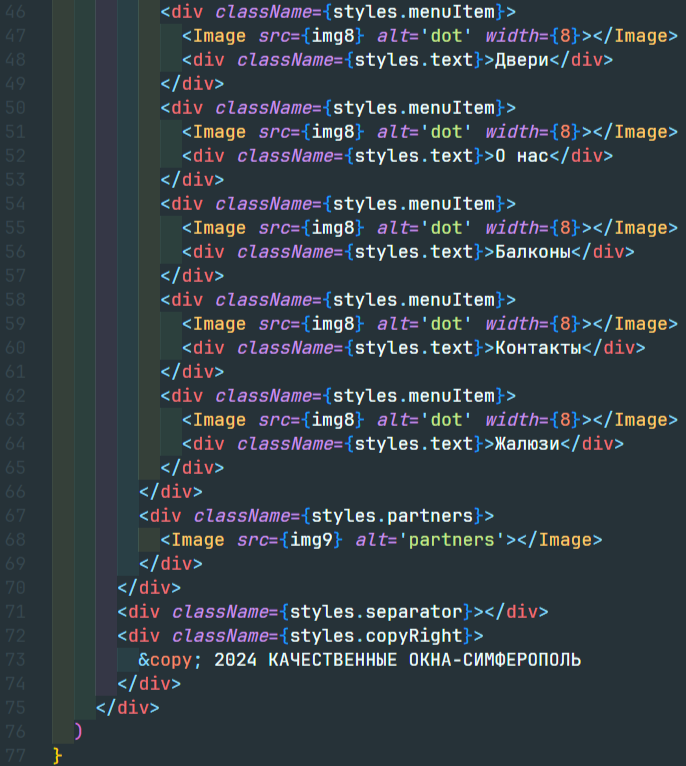 46 <div className={styles.menuItem}>
47 <Image src={img8} alt='dot' width={8}></Image>
48 <div className={styles.text}>Двери</div>
49 </div>
50 <div className={styles.menuItem}>
51 <Image src={img8} alt='dot' width={8}></Image>
52 <div className={styles.text}>О нас</div>
53 </div>
54 <div className={styles.menuItem}>
55 <Image src={img8} alt='dot' width={8}></Image>
56 <div className={styles.text}>Балконы</div>
57 </div>
58 <div className={styles.menuItem}>
59 <Image src={img8} alt='dot' width={8}></Image>
60 <div className={styles.text}>Контакты</div>
61 </div>
62 <div className={styles.menuItem}>
63 <Image src={img8} alt='dot' width={8}></Image>
64 <div className={styles.text}>Жалюзи</div>
65 </div>
66 </div>
67 <div className={styles.partners}>
68 <Image src={img9} alt='partners'></Image>
69 </div>
70 </div>
71 <div className={styles.separator}></div>
72 <div className={styles.copyRight}>
73 &copy; 2024 КАЧЕСТВЕННЫЕ ОКНА-СИМФЕРОПОЛЬ
74 </div>
75 </div>
76 )
77 }